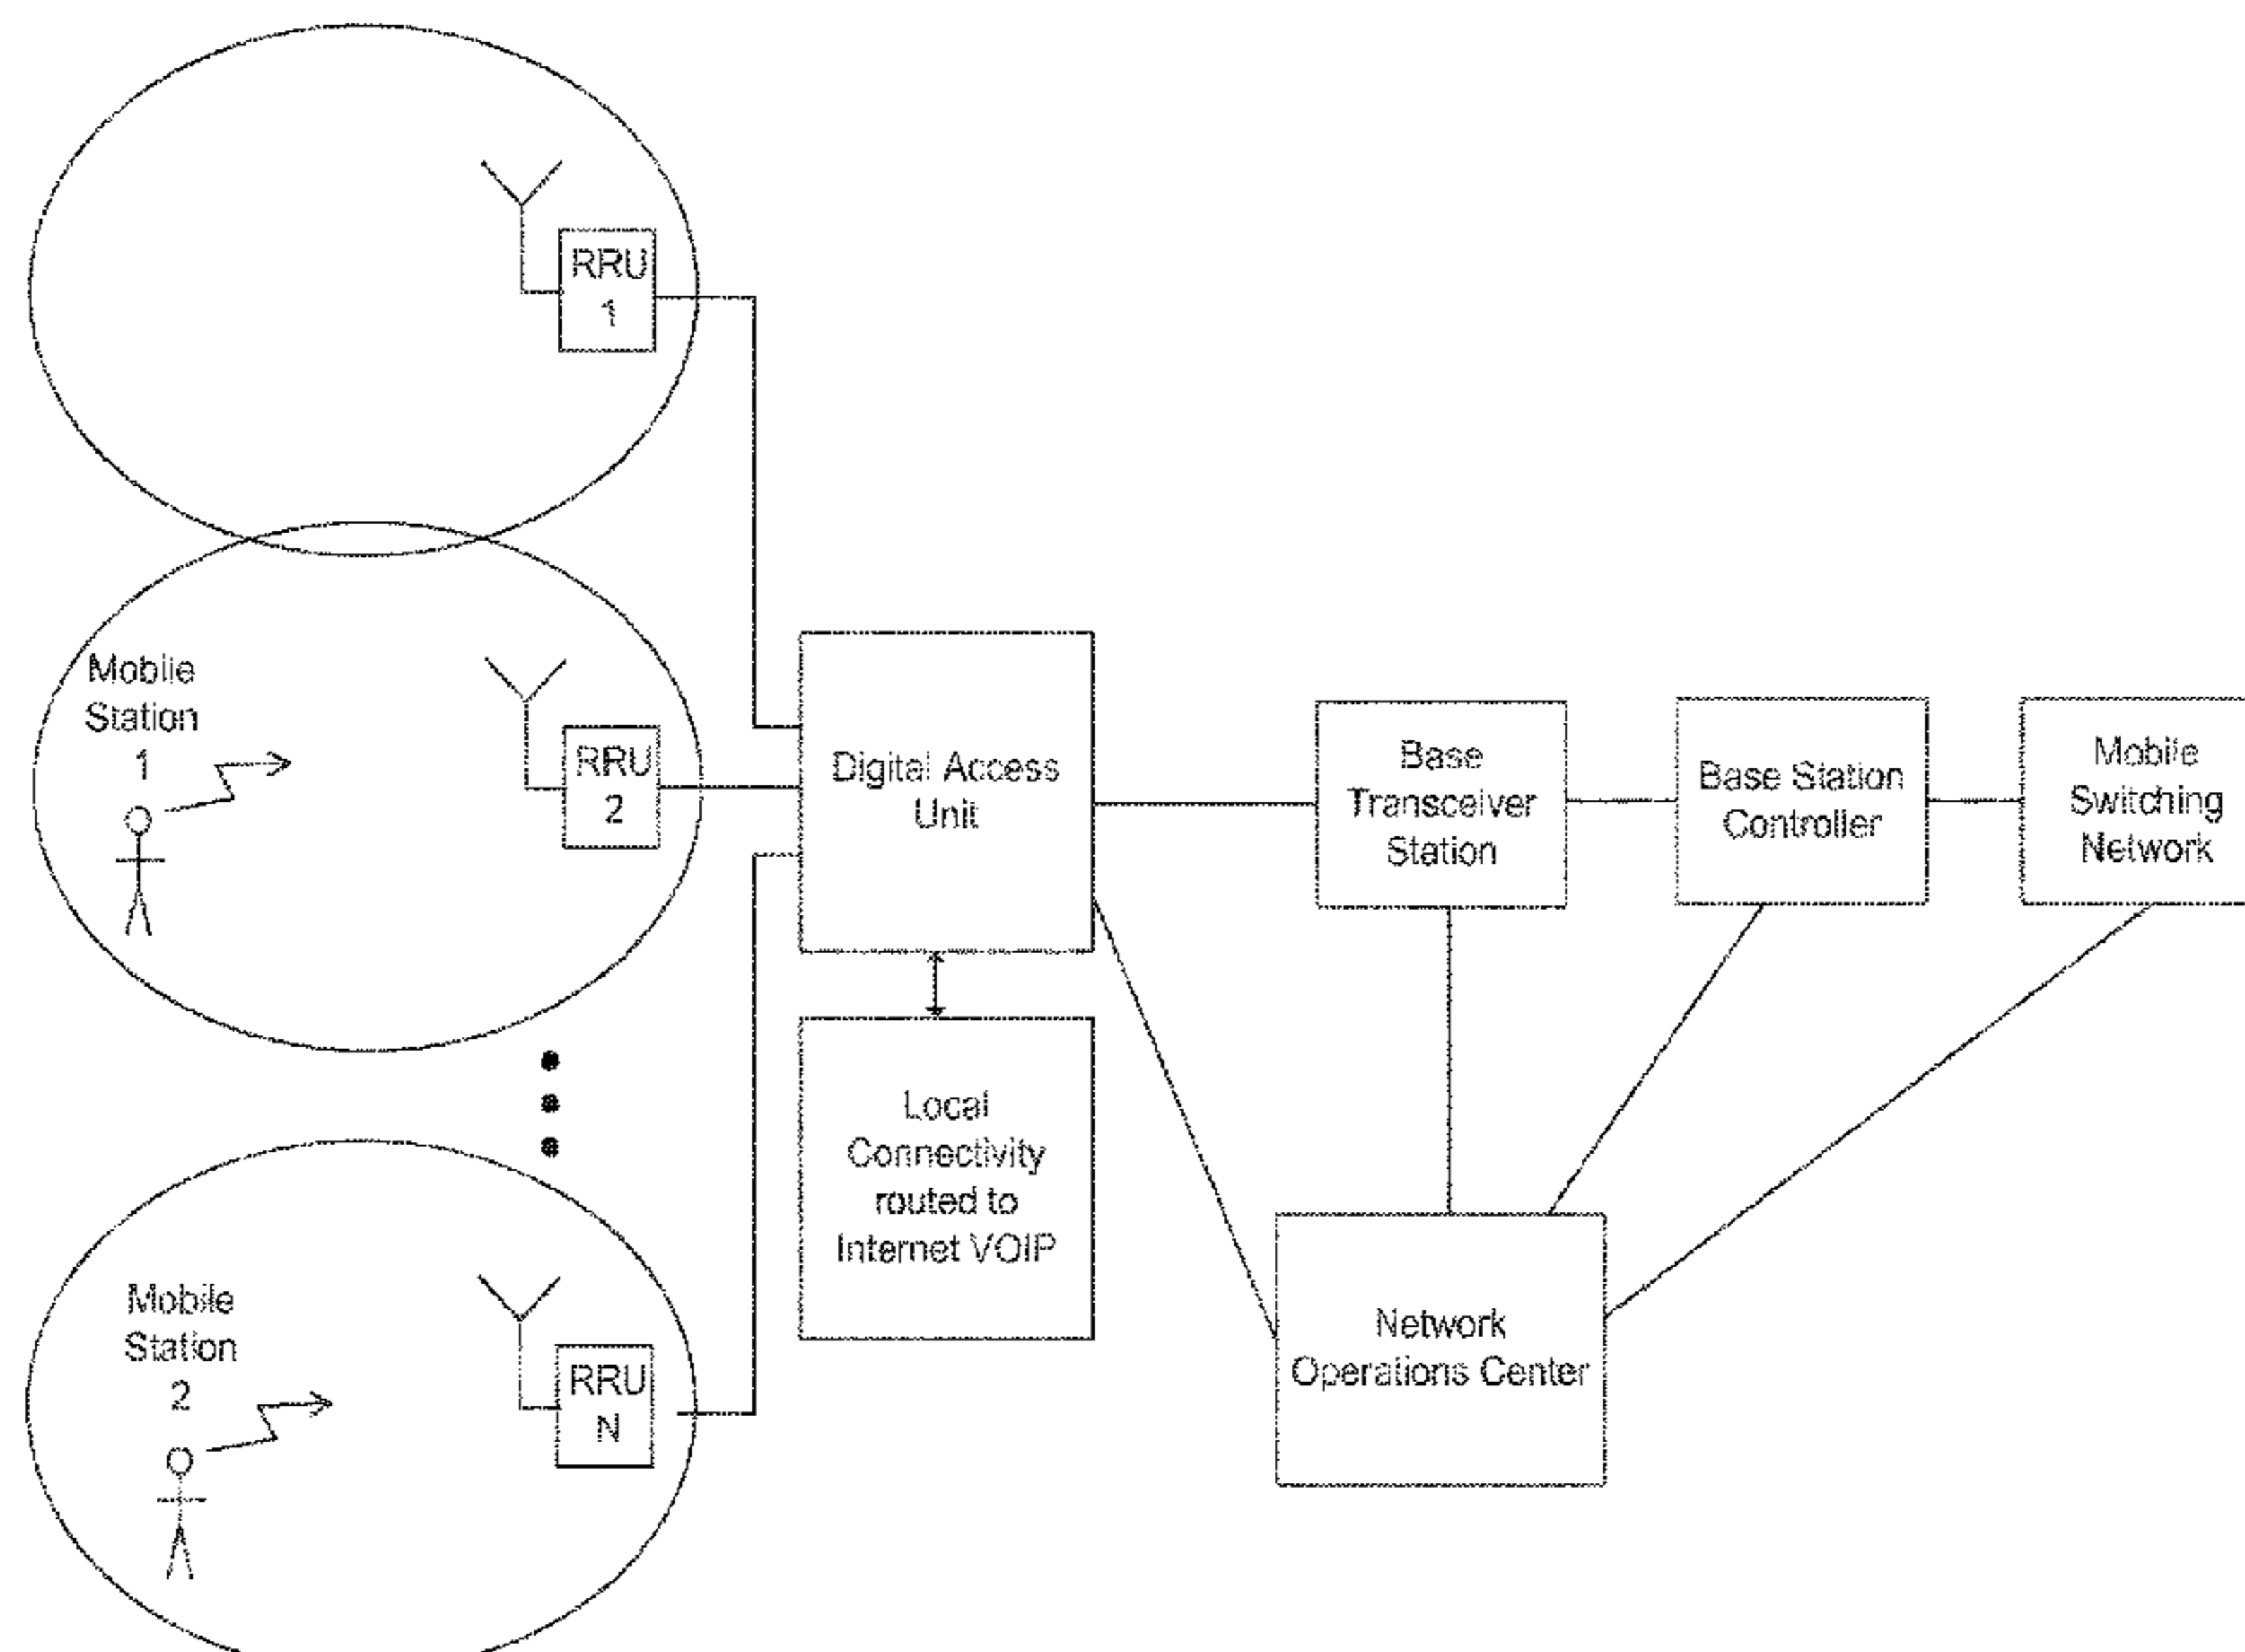 RRU
1
Mobile
Station
1
RRU
2
Digital Access
Unit
Base
Transceiver
Station
Base Station
Controller
Mobile
Switching
Network
Local
Connectivity
routed to
Internet VOIP
Mobile
Station
2
RRU
N
Network
Operations Center